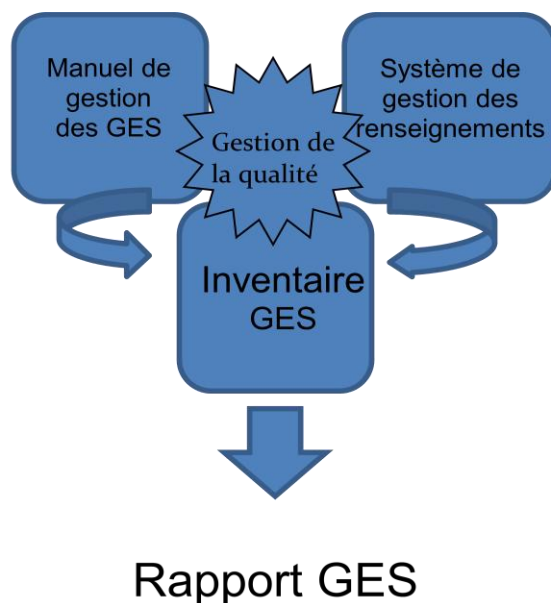 Manuel de
gestion
des GES
Système de
gestion des
renseignements
Gestion de
la qualité
Inventaire
GES
Rapport GES